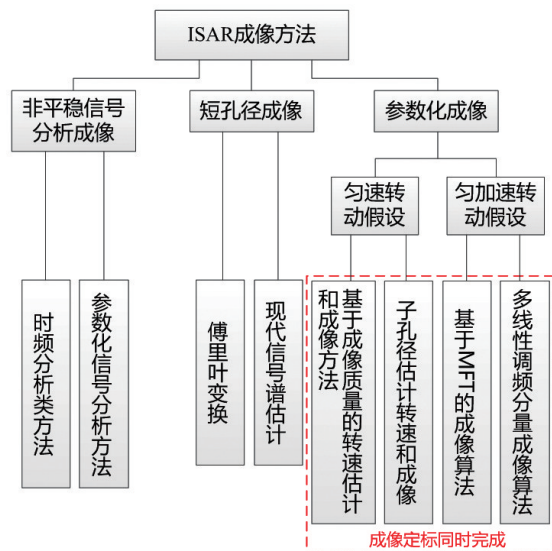 ISAR成像方法
非平稳信号
分析成像
短孔径成像
参数化成像
匀速转
动假设
匀加速转
动假设
时频分析类方法
参数化信号分析方法
傅里叶变换
现代信号谱估计
基于成像质量的转速估计
和成像方法
子孔径估计转速和成像
基于MFT的成像算法
多线性调频分量成像算法
成像定标同时完成